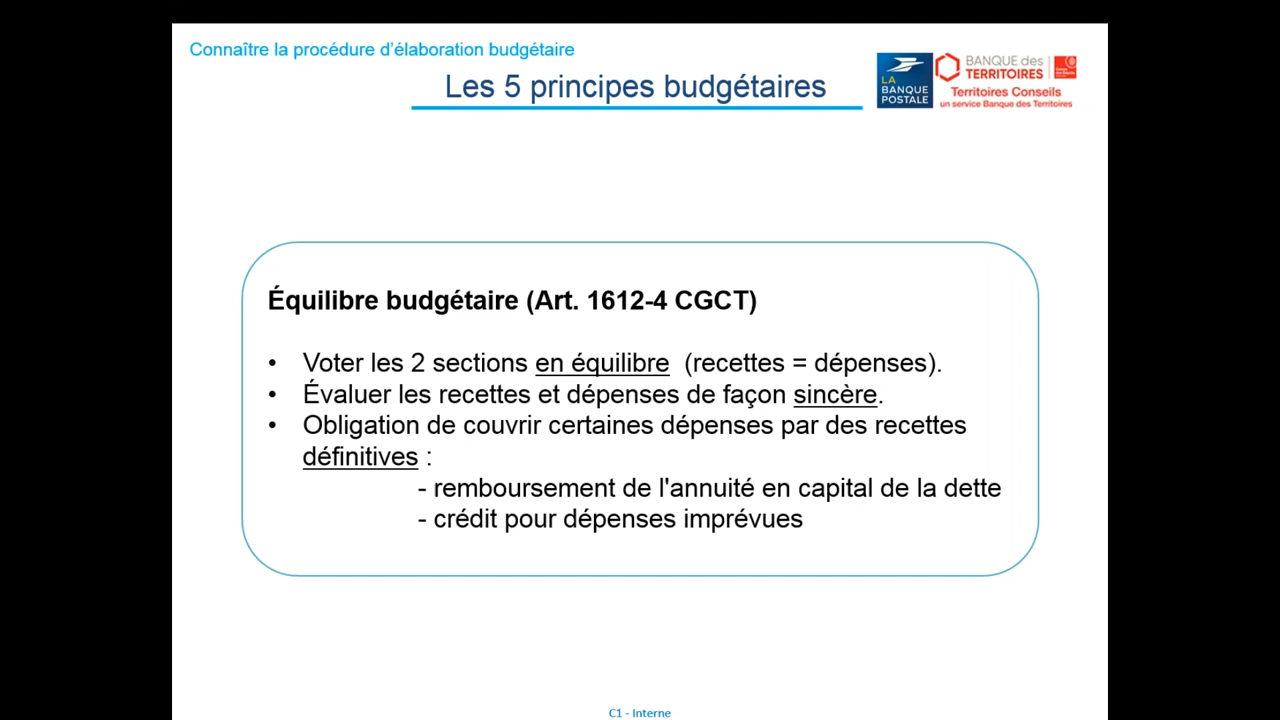 Connaître la procédure d'élaboration budgétaire
Les 5 principes budgétaires
LA
BANQUE
POSTALE
BANQUE des
TERRITOIRES
Territoires Conseils
un service Banque des Territoires
Équilibre budgétaire (Art. 1612-4 CGCT)
• Voter les 2 sections en équilibre (recettes = dépenses).
• Évaluer les recettes et dépenses de façon sincère.
• Obligation de couvrir certaines dépenses par des recettes
définitives :
- remboursement de l'annuité en capital de la dette
- crédit pour dépenses imprévues
C1 - Interne